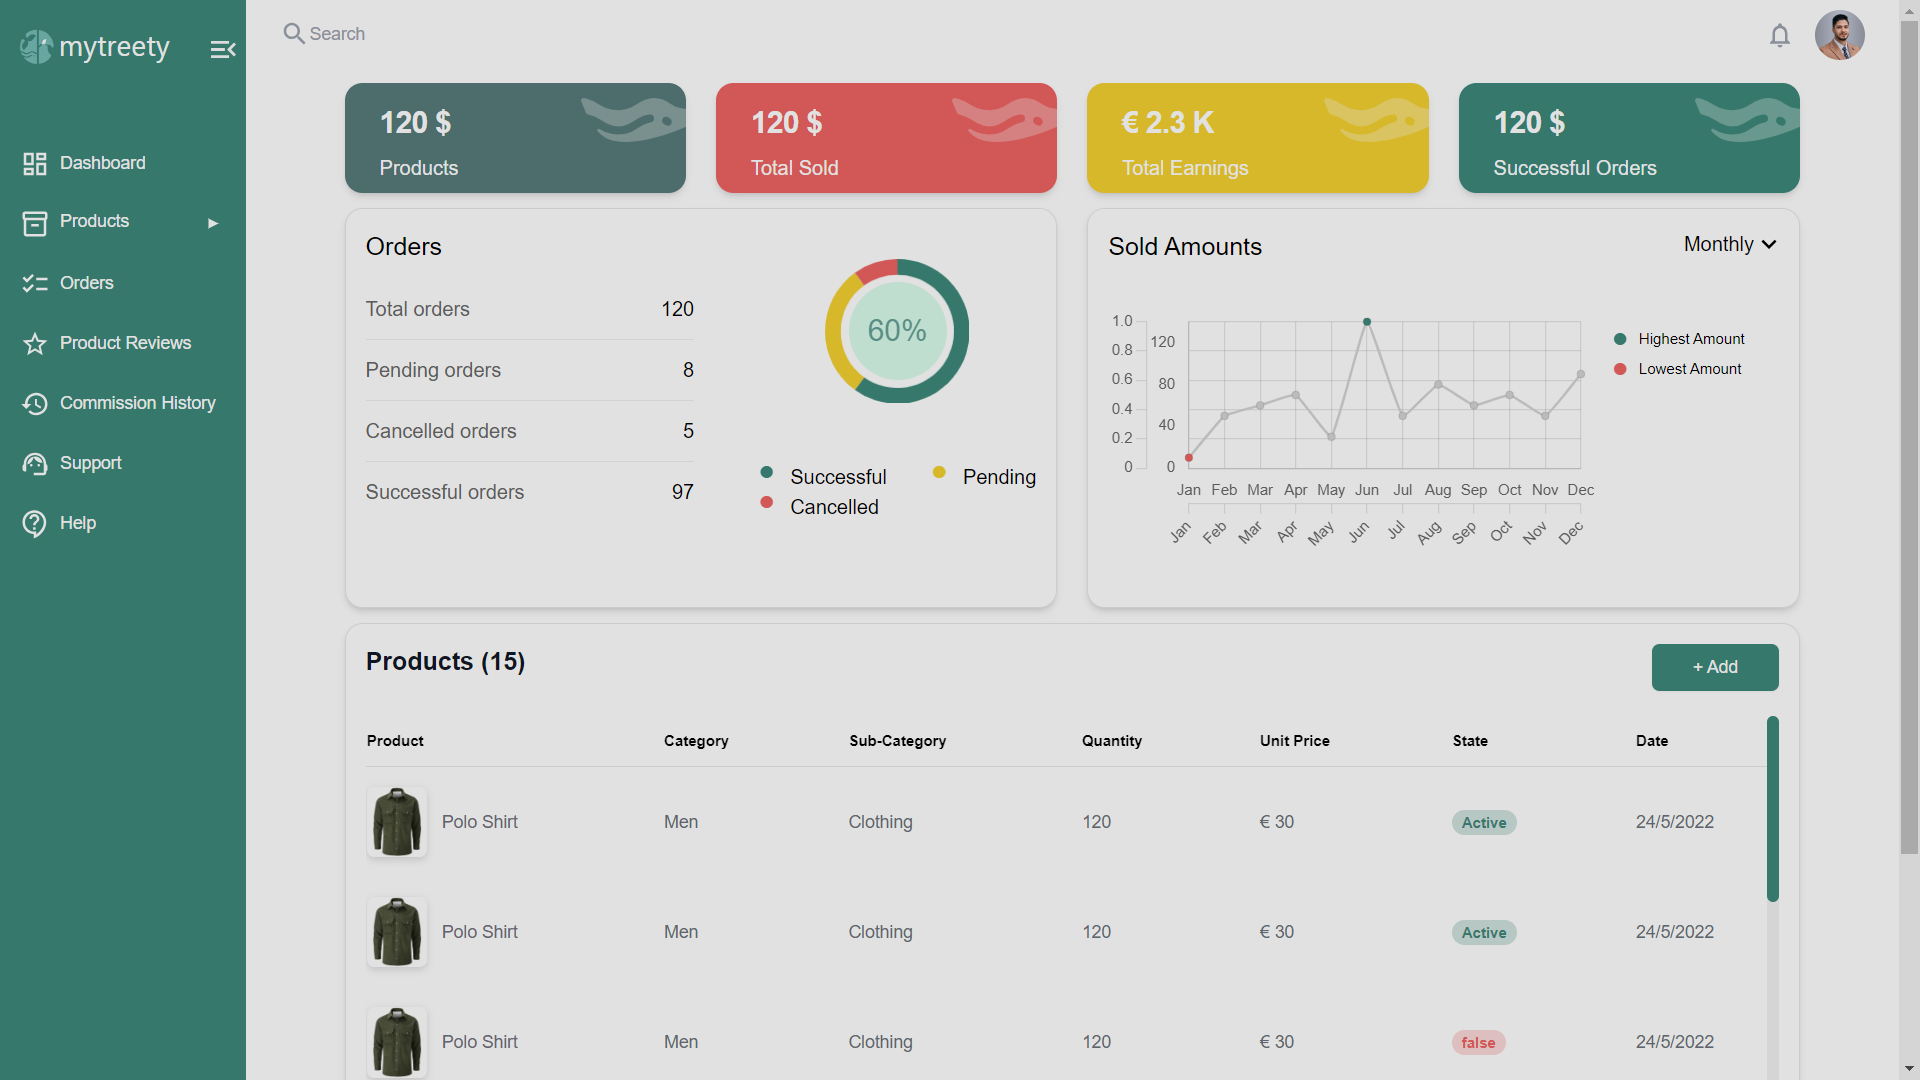 mytreety
Search
Dashboard
Products
Orders
Product Reviews
Commission History
Support
Help
120 $
Products
120 $
Total Sold
€ 2.3 K
Total Earnings
120 $
Successful Orders
Orders
Total orders 120
Pending orders 8
Cancelled orders 5
Successful orders 97
60%
Successful Pending
Cancelled
Sold Amounts
Monthly
1.0
0.8
0.6
0.4
0.2
0
120
80
40
0
Jan Feb Mar Apr May Jun Jul Aug Sep Oct Nov Dec
Jan Feb Mar Apr May Jun Jul Aug Sep Oct Nov Dec
Highest Amount
Lowest Amount
Products (15)
+ Add
Product Category Sub-Category Quantity Unit Price State Date
Polo Shirt Men Clothing 120 € 30 Active 24/5/2022
Polo Shirt Men Clothing 120 € 30 Active 24/5/2022
Polo Shirt Men Clothing 120 € 30 false 24/5/2022